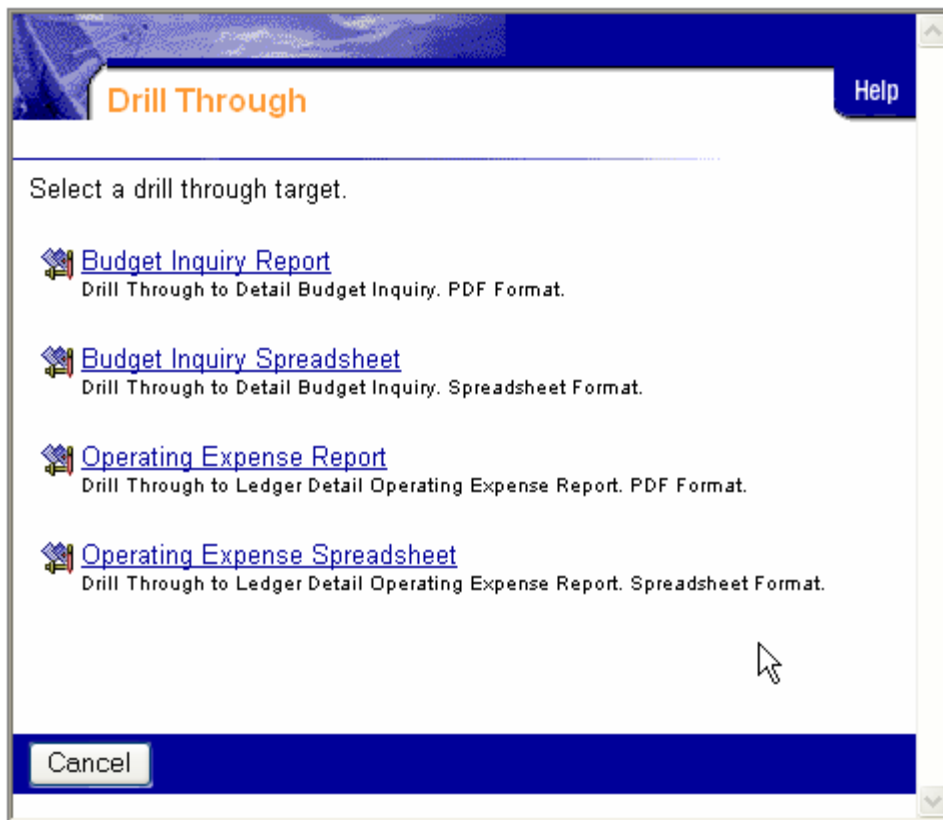 Drill Through
Help
Select a drill through target.
Budget Inquiry Report
Drill Through to Detail Budget Inquiry. PDF Format.
Budget Inquiry Spreadsheet
Drill Through to Detail Budget Inquiry. Spreadsheet Format.
Operating Expense Report
Drill Through to Ledger Detail Operating Expense Report. PDF Format.
Operating Expense Spreadsheet
Drill Through to Ledger Detail Operating Expense Report. Spreadsheet Format.
Cancel